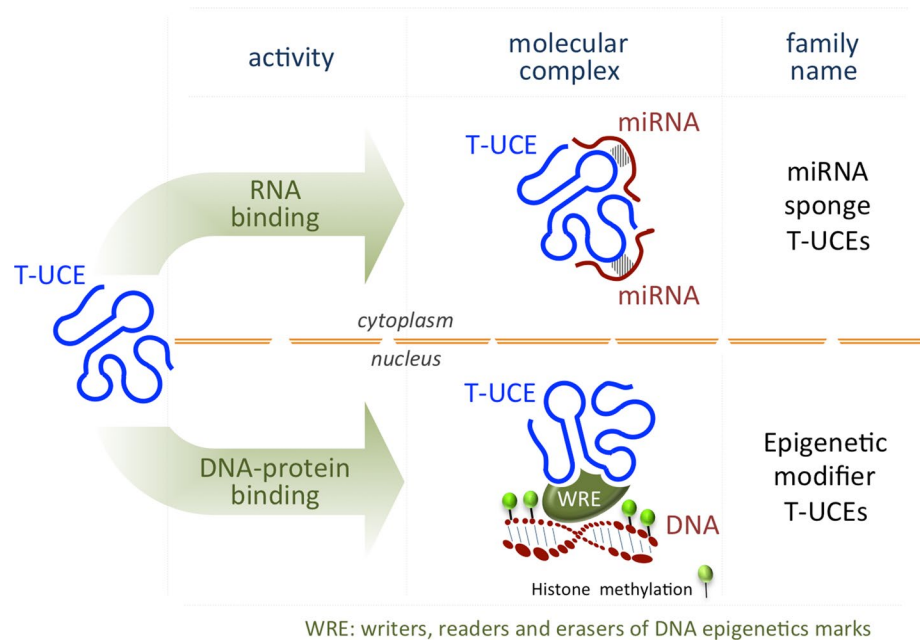 activity
molecular
complex
family
name
T-UCE
RNA
binding
T-UCE
miRNA
miRNA
miRNA
sponge
T-UCEs
cytoplasm
nucleus
DNA-protein
binding
T-UCE
WRE
DNA
Histone methylation
Epigenetic
modifier
T-UCEs
WRE: writers, readers and erasers of DNA epigenetics marks